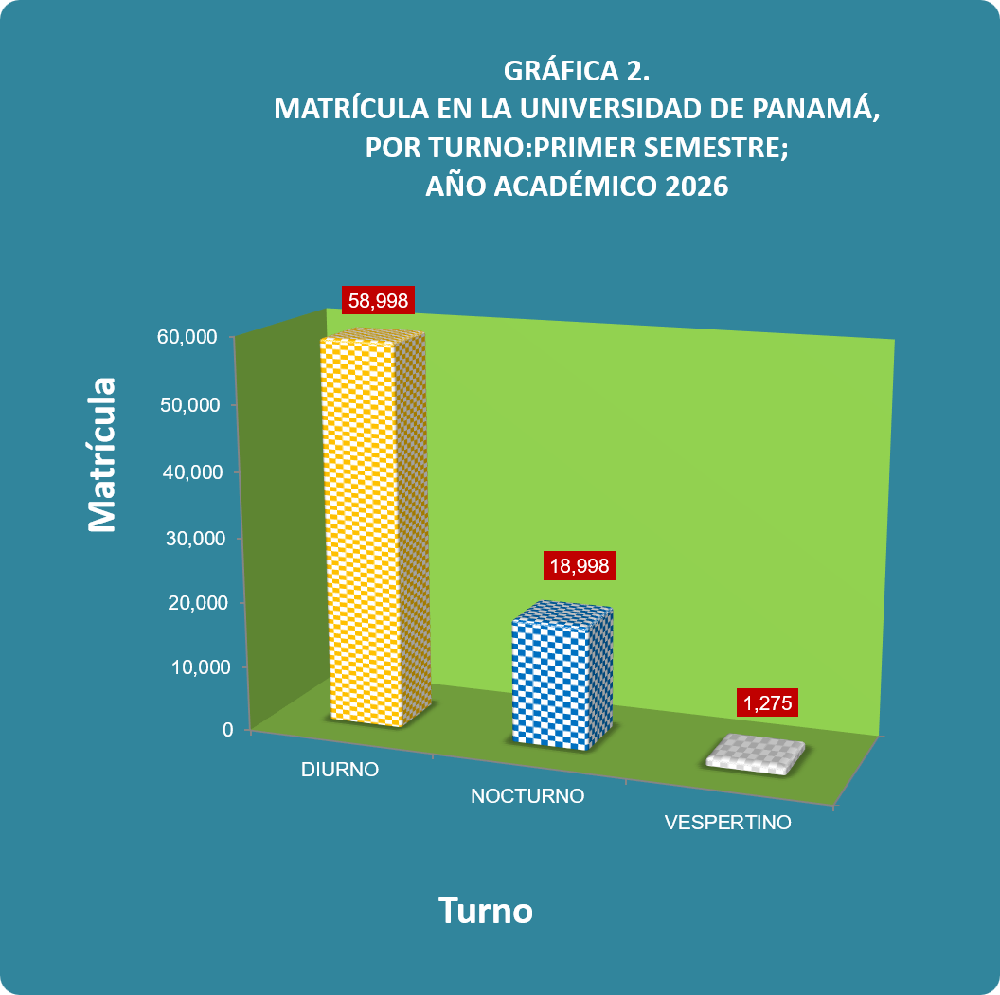 GRÁFICA 2.
MATRÍCULA EN LA UNIVERSIDAD DE PANAMÁ,
POR TURNO:PRIMER SEMESTRE;
AÑO ACADÉMICO 2026
58,998
60,000
50,000
Matrícula
40,000
30,000
18,998
20,000
10,000
1,275
0
DIURNO
NOCTURNO
VESPERTINO
Turno